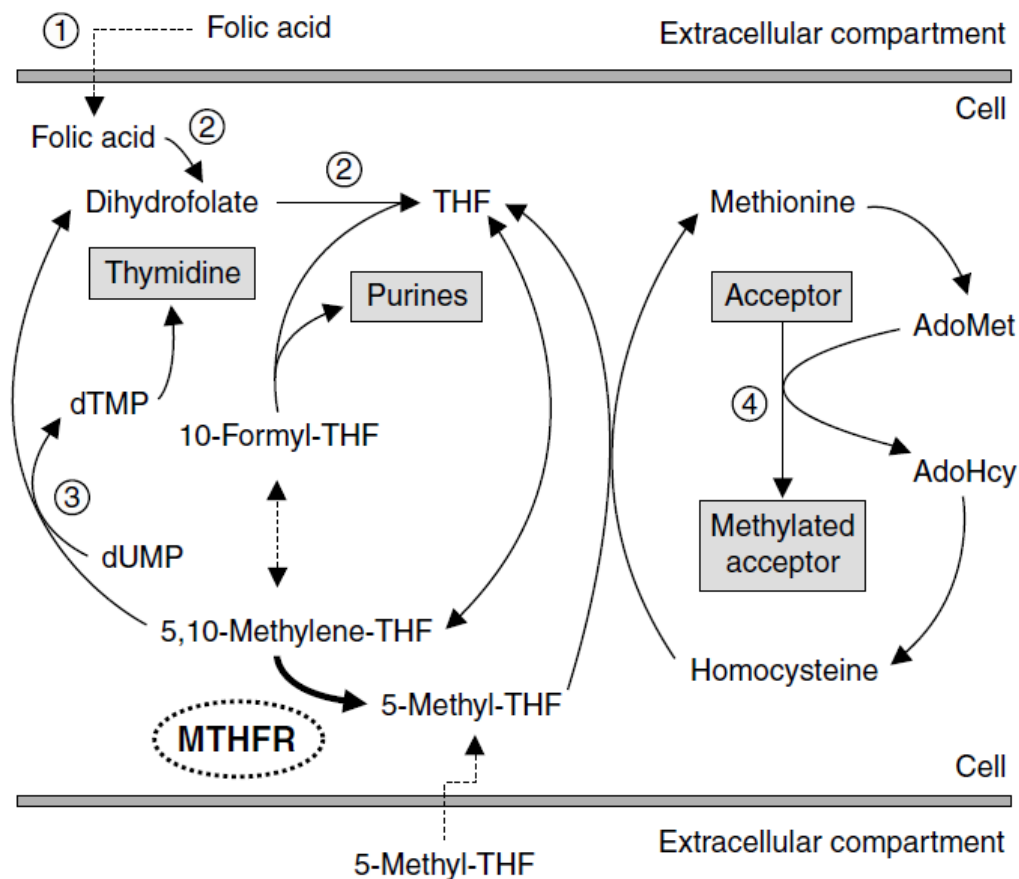 ① Folic acid
Extracellular compartment
Cell
Folic acid
②
②
Dihydrofolate
THF
Methionine
Thymidine
Purines
Acceptor
AdoMet
dTMP
④
10-Formyl-THF
AdoHcy
③
Methylated
acceptor
dUMP
5,10-Methylene-THF
Homocysteine
5-Methyl-THF
MTHFR
Cell
Extracellular compartment
5-Methyl-THF